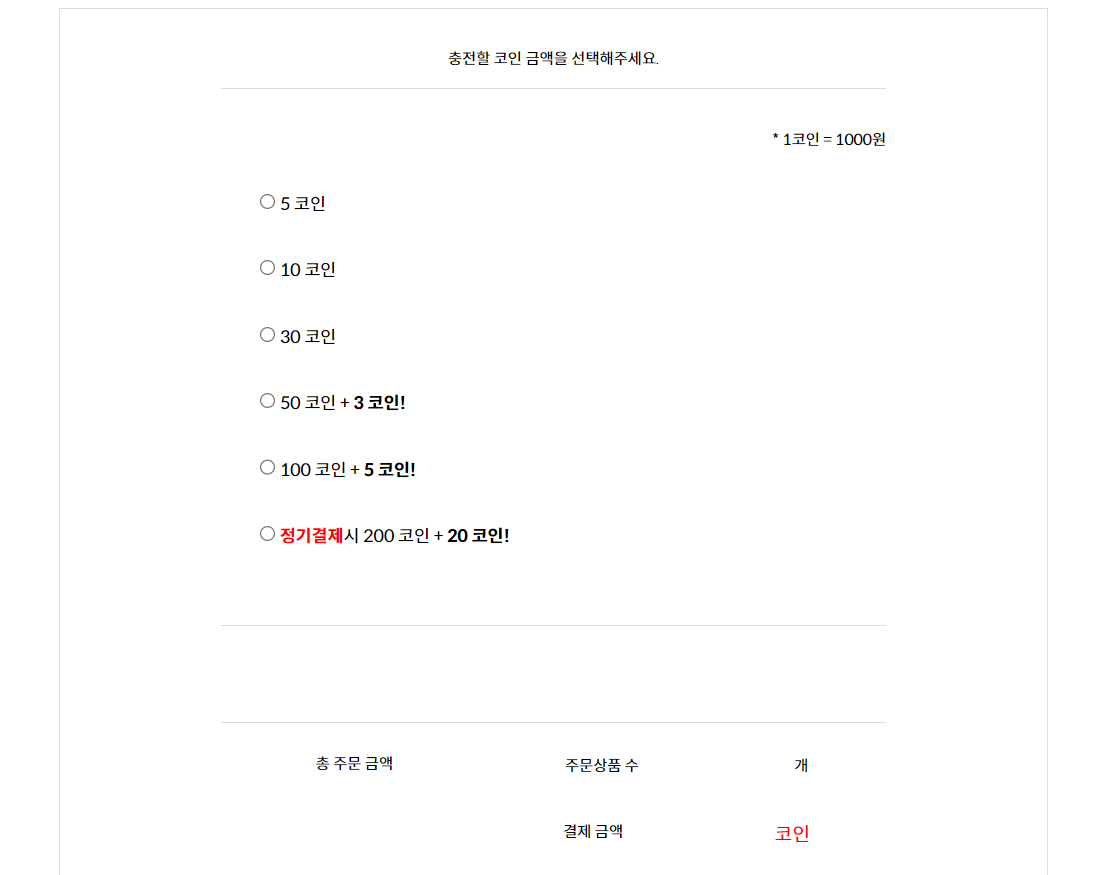 충전할 코인 금액을 선택해주세요.
* 1코인 = 1000원
5 코인
10 코인
30 코인
50 코인 + 3 코인!
100 코인 + 5 코인!
정기결제시 200 코인 + 20 코인!
총 주문 금액 주문상품 수 개
결제 금액 코인